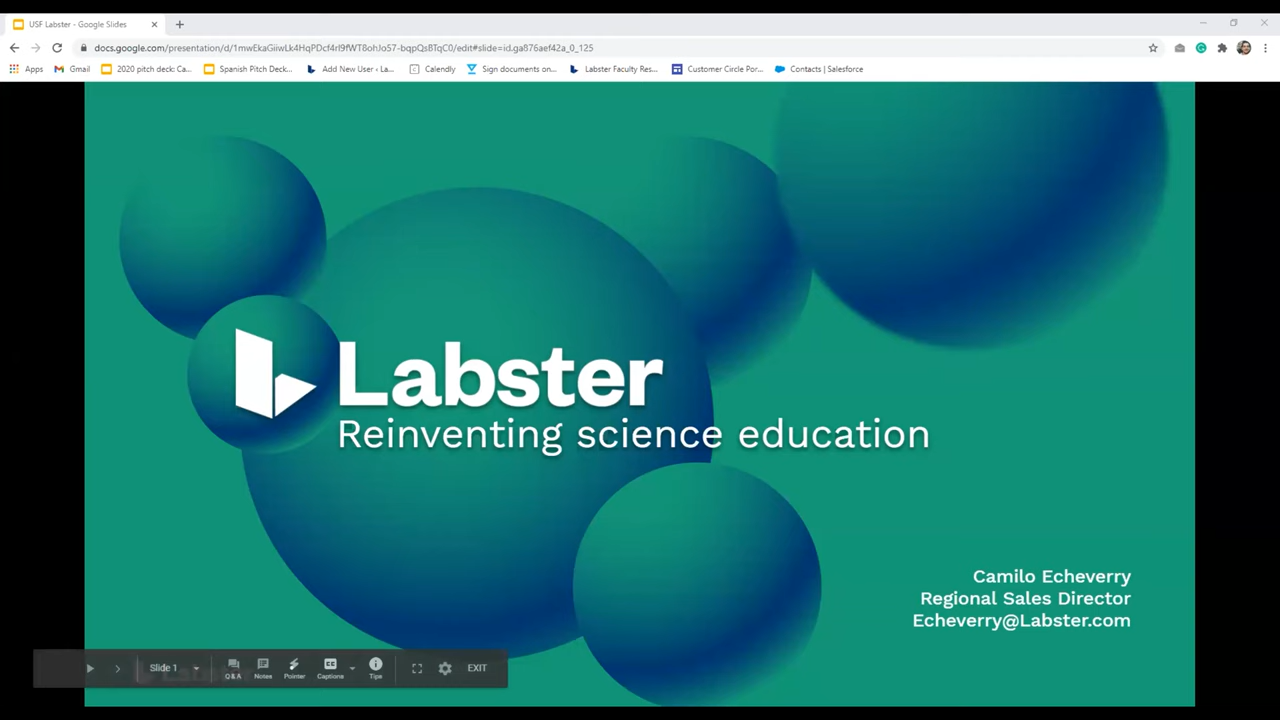 USF Labster - Google Slides
docs.google.com/presentation/d/1mwEkaGiiwLk4HqPDcf4rI9fWT8ohJo57-bqpQsBTqC0/edit#slide=id.ga876aef42a_0_125
Apps Gmail 2020 pitch deck: Ca... Spanish Pitch Deck... Add New User ‹ La... Calendly Sign documents on... Labster Faculty Res... Customer Circle Por... Contacts | Salesforce
Labster
Reinventing science education
Camilo Echeverry
Regional Sales Director
Echeverry@Labster.com
Slide 1 Q & A Notes Pointer Captions Tips EXIT